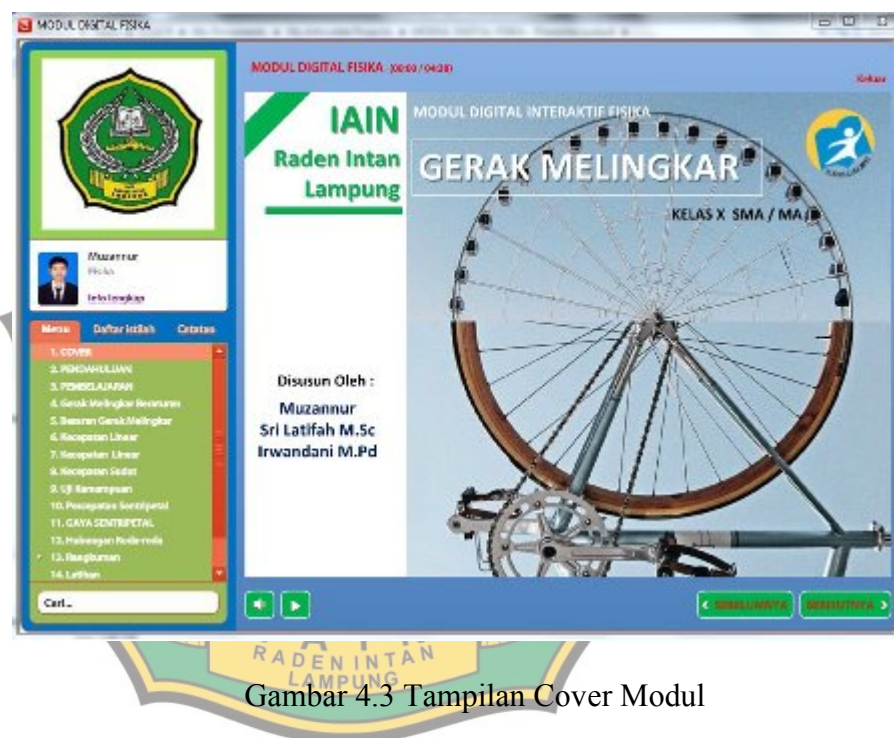 MODUL DIGITAL FISIKA
MODUL DIGITAL FISIKA (00:00 / 04:38)
Keluar
Muzannur
Fisika
Info lengkap
Menu Daftar Istilah Catatan
1. COVER
2. PENDAHULUAN
3. PEMBELAJARAN
4. Gerak Melingkar Beraturan
5. Besaran Gerak Melingkar
6. Kecepatan Linear
7. Kecepatan Linear
8. Kecepatan Sudut
9. Uji Kemampuan
10. Percepatan Sentripetal
11. GAYA SENTRIPETAL
12. Hubungan Roda-roda
13. Rangkuman
14. Latihan
Cari...
IAIN
Raden Intan
Lampung
Disusun Oleh :
Muzannur
Sri Latifah M.Sc
Irwandani M.Pd
MODUL DIGITAL INTERAKTIF FISIKA
GERAK MELINGKAR
KELAS X SMA / MA
SEBELUMNYA
BERIKUTNYA
RADEN INTAN
LAMPUNG
Gambar 4.3 Tampilan Cover Modul